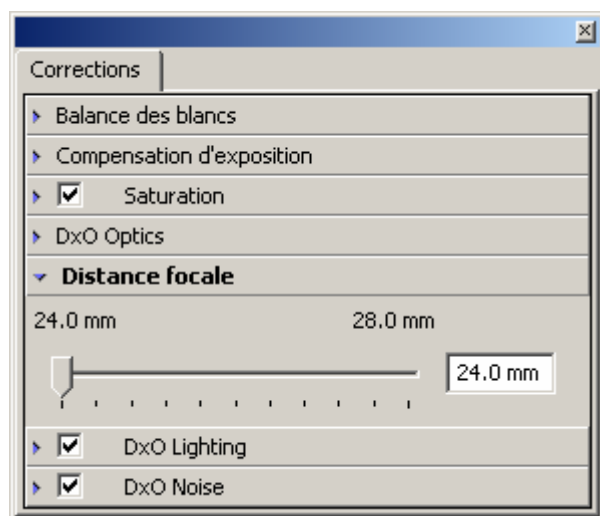 Corrections
Balance des blancs
Compensation d'exposition
Saturation
DxO Optics
Distance focale
24.0 mm 28.0 mm
24.0 mm
DxO Lighting
DxO Noise